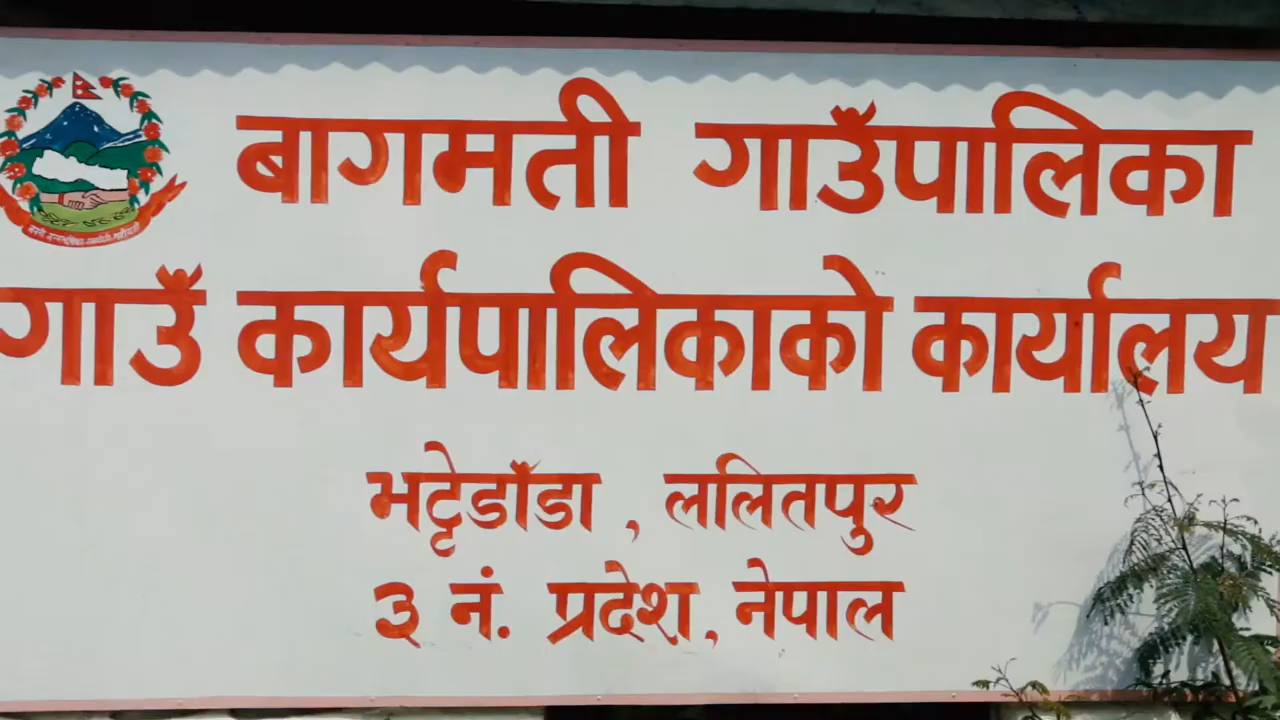 बागमती गाउँपालिका
गाउँ कार्यपालिकाको कार्यालय
भट्टेडाँडा , ललितपुर
३ नं. प्रदेश, नेपाल